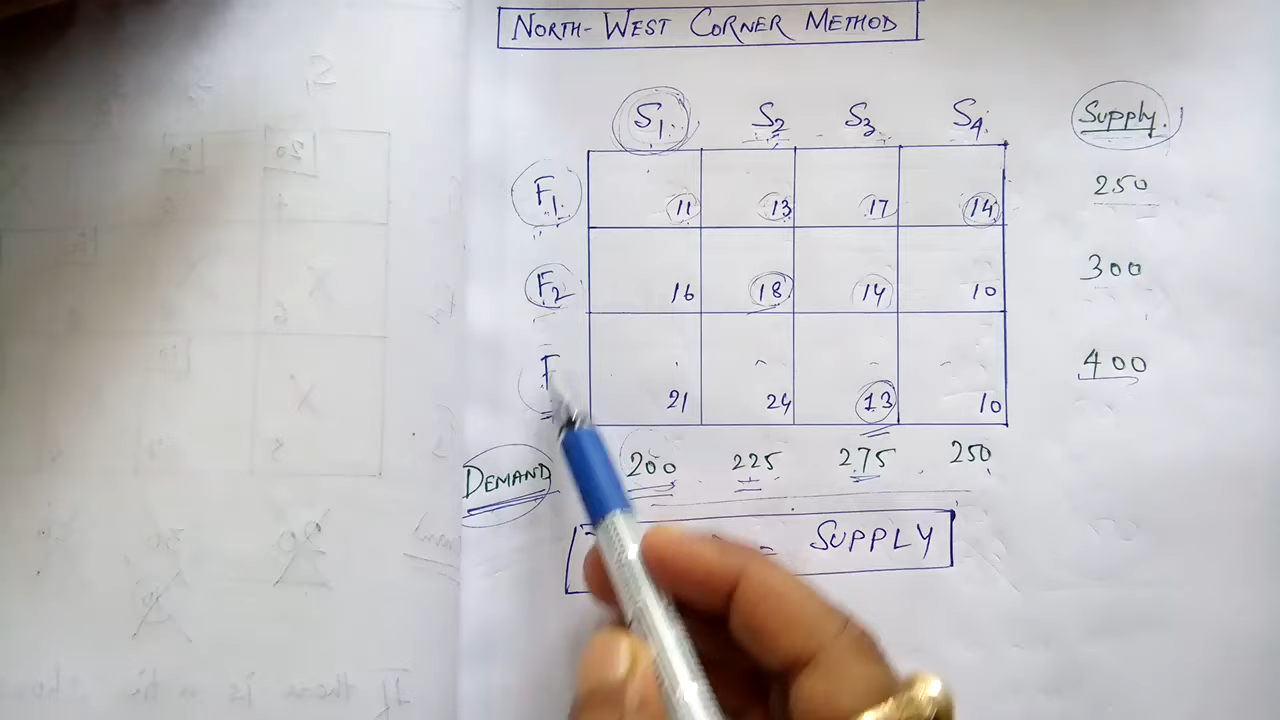 NORTH-WEST CORNER METHOD
S1 S2 S3 S4 Supply.
F1 11 13 17 14 250
F2 16 18 14 10 300
F 21 24 13 10 400
DEMAND 200 225 275 250
= SUPPLY